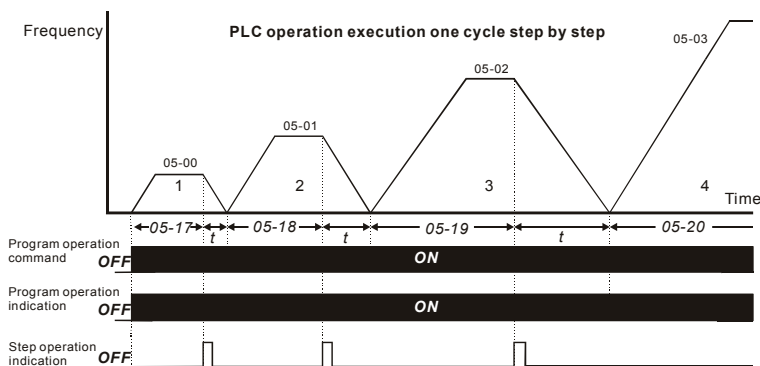 Frequency
PLC operation execution one cycle step by step
05-03
05-02
05-01
05-00
1
2
3
4
Time
05-17
t
05-18
t
05-19
t
05-20
Program operation
command
OFF
ON
Program operation
indication
OFF
ON
Step operation
indication
OFF